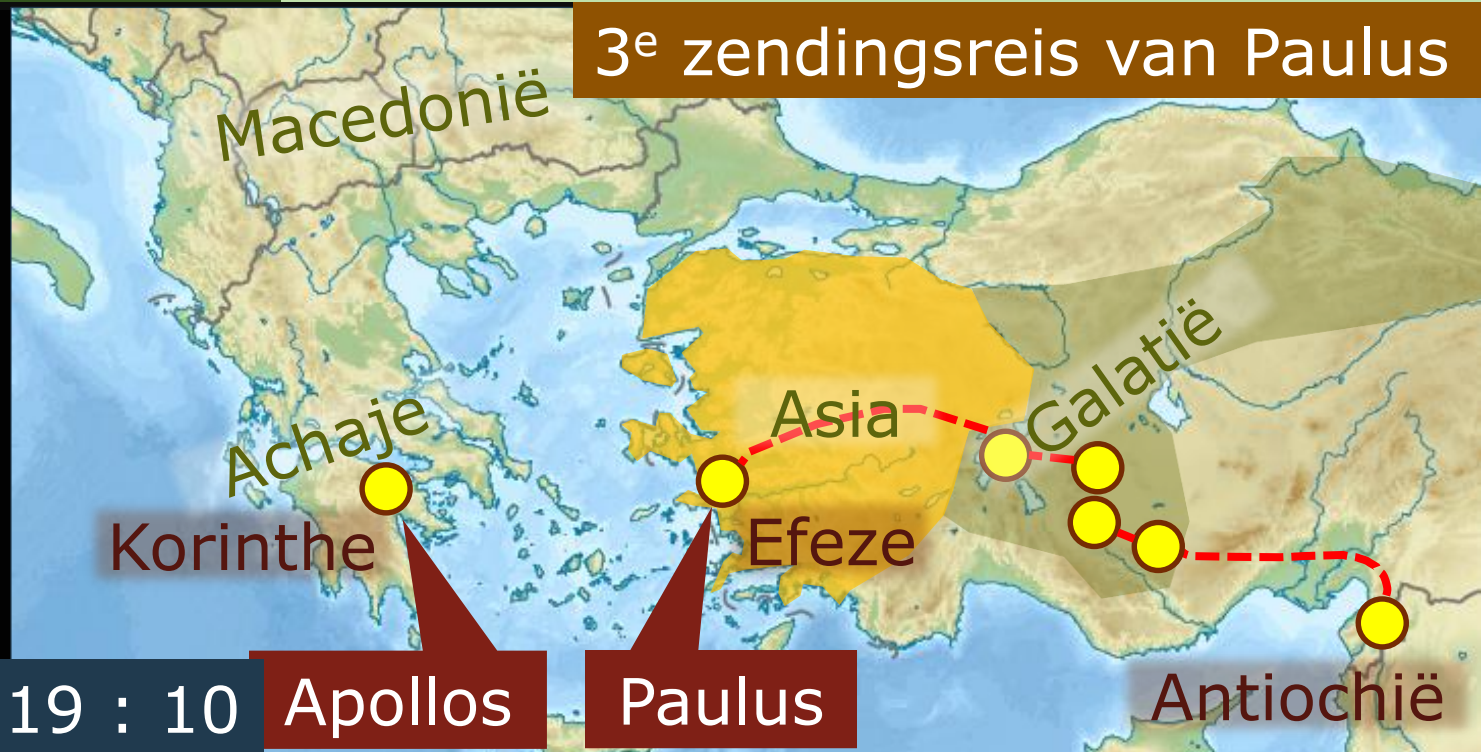 3e zendingsreis van Paulus
Macedonië
Galatië
Asia
Achaje
Korinthe
Efeze
Antiochië
19 : 10
Apollos
Paulus